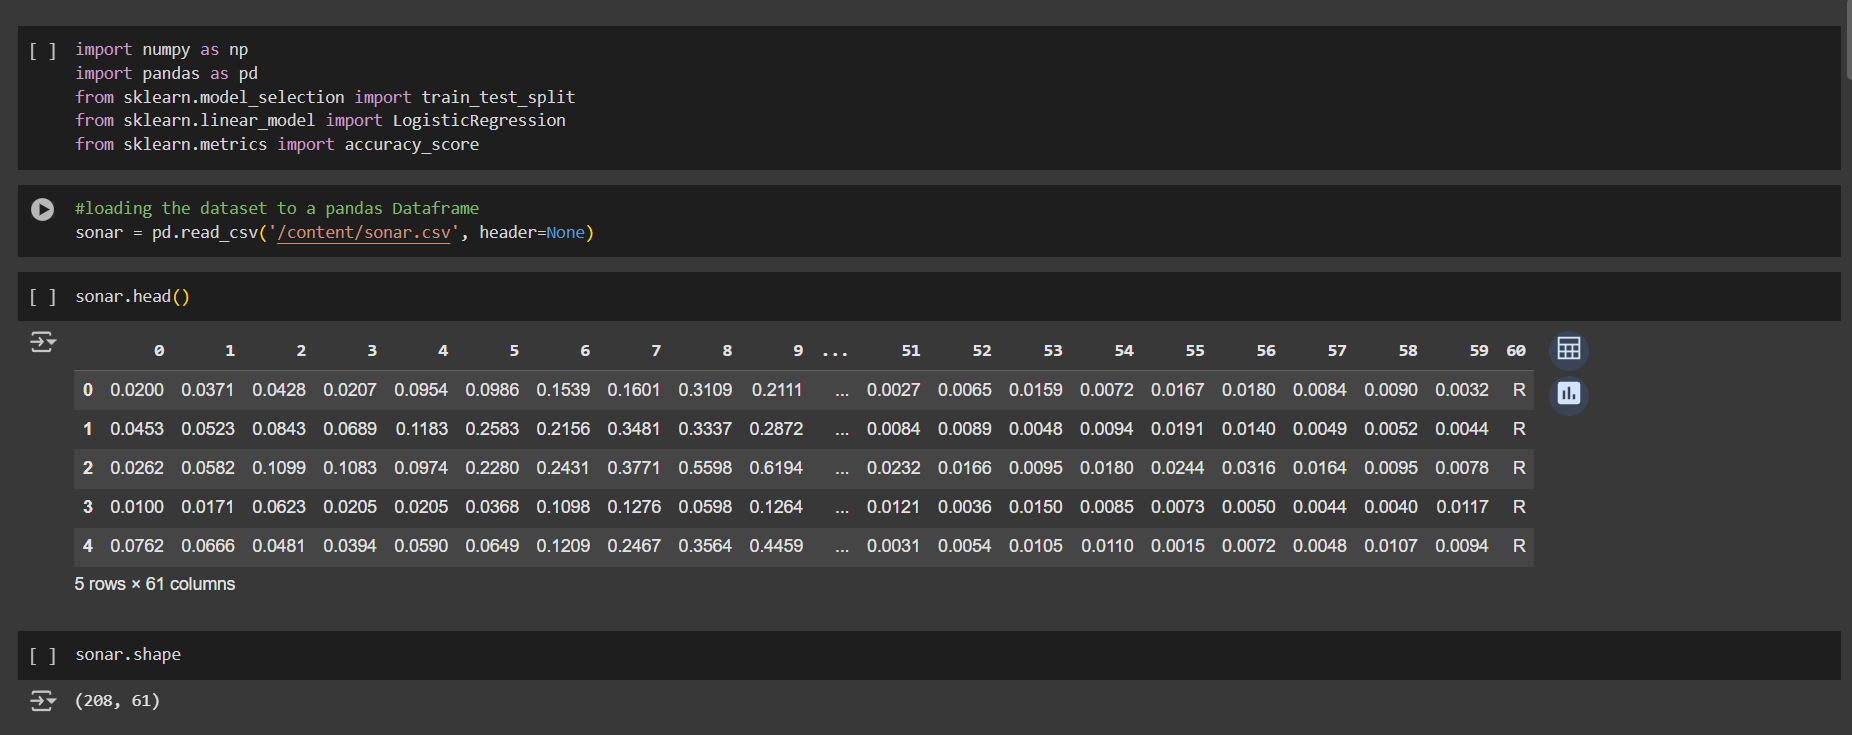 [ ] import numpy as np
import pandas as pd
from sklearn.model_selection import train_test_split
from sklearn.linear_model import LogisticRegression
from sklearn.metrics import accuracy_score
#loading the dataset to a pandas Dataframe
sonar = pd.read_csv('/content/sonar.csv', header=None)
[ ] sonar.head()
0 1 2 3 4 5 6 7 8 9 ... 51 52 53 54 55 56 57 58 59 60
0 0.0200 0.0371 0.0428 0.0207 0.0954 0.0986 0.1539 0.1601 0.3109 0.2111 ... 0.0027 0.0065 0.0159 0.0072 0.0167 0.0180 0.0084 0.0090 0.0032 R
1 0.0453 0.0523 0.0843 0.0689 0.1183 0.2583 0.2156 0.3481 0.3337 0.2872 ... 0.0084 0.0089 0.0048 0.0094 0.0191 0.0140 0.0049 0.0052 0.0044 R
2 0.0262 0.0582 0.1099 0.1083 0.0974 0.2280 0.2431 0.3771 0.5598 0.6194 ... 0.0232 0.0166 0.0095 0.0180 0.0244 0.0316 0.0164 0.0095 0.0078 R
3 0.0100 0.0171 0.0623 0.0205 0.0205 0.0368 0.1098 0.1276 0.0598 0.1264 ... 0.0121 0.0036 0.0150 0.0085 0.0073 0.0050 0.0044 0.0040 0.0117 R
4 0.0762 0.0666 0.0481 0.0394 0.0590 0.0649 0.1209 0.2467 0.3564 0.4459 ... 0.0031 0.0054 0.0105 0.0110 0.0015 0.0072 0.0048 0.0107 0.0094 R
5 rows × 61 columns
[ ] sonar.shape
(208, 61)